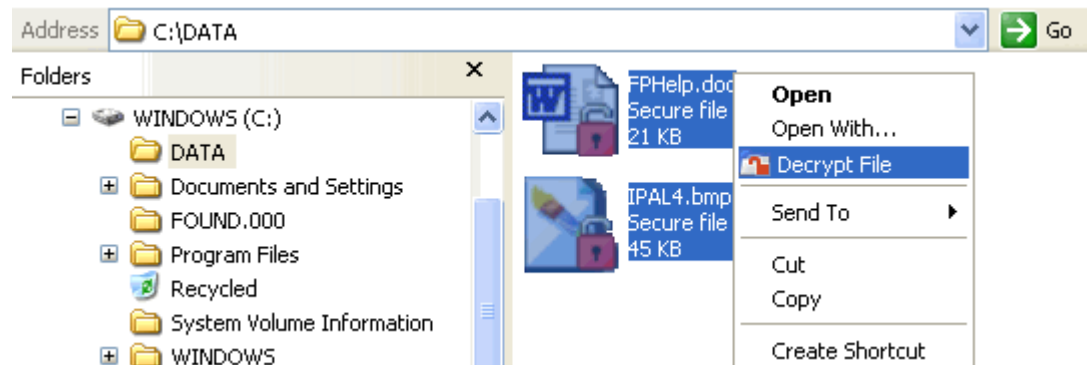 Address C:\DATA Go
Folders
WINDOWS (C:)
DATA
Documents and Settings
FOUND.000
Program Files
Recycled
System Volume Information
WINDOWS
FPHelp.doc
Secure file
21 KB
IPAL4.bmp
Secure file
45 KB
Open
Open With...
Decrypt File
Send To
Cut
Copy
Create Shortcut